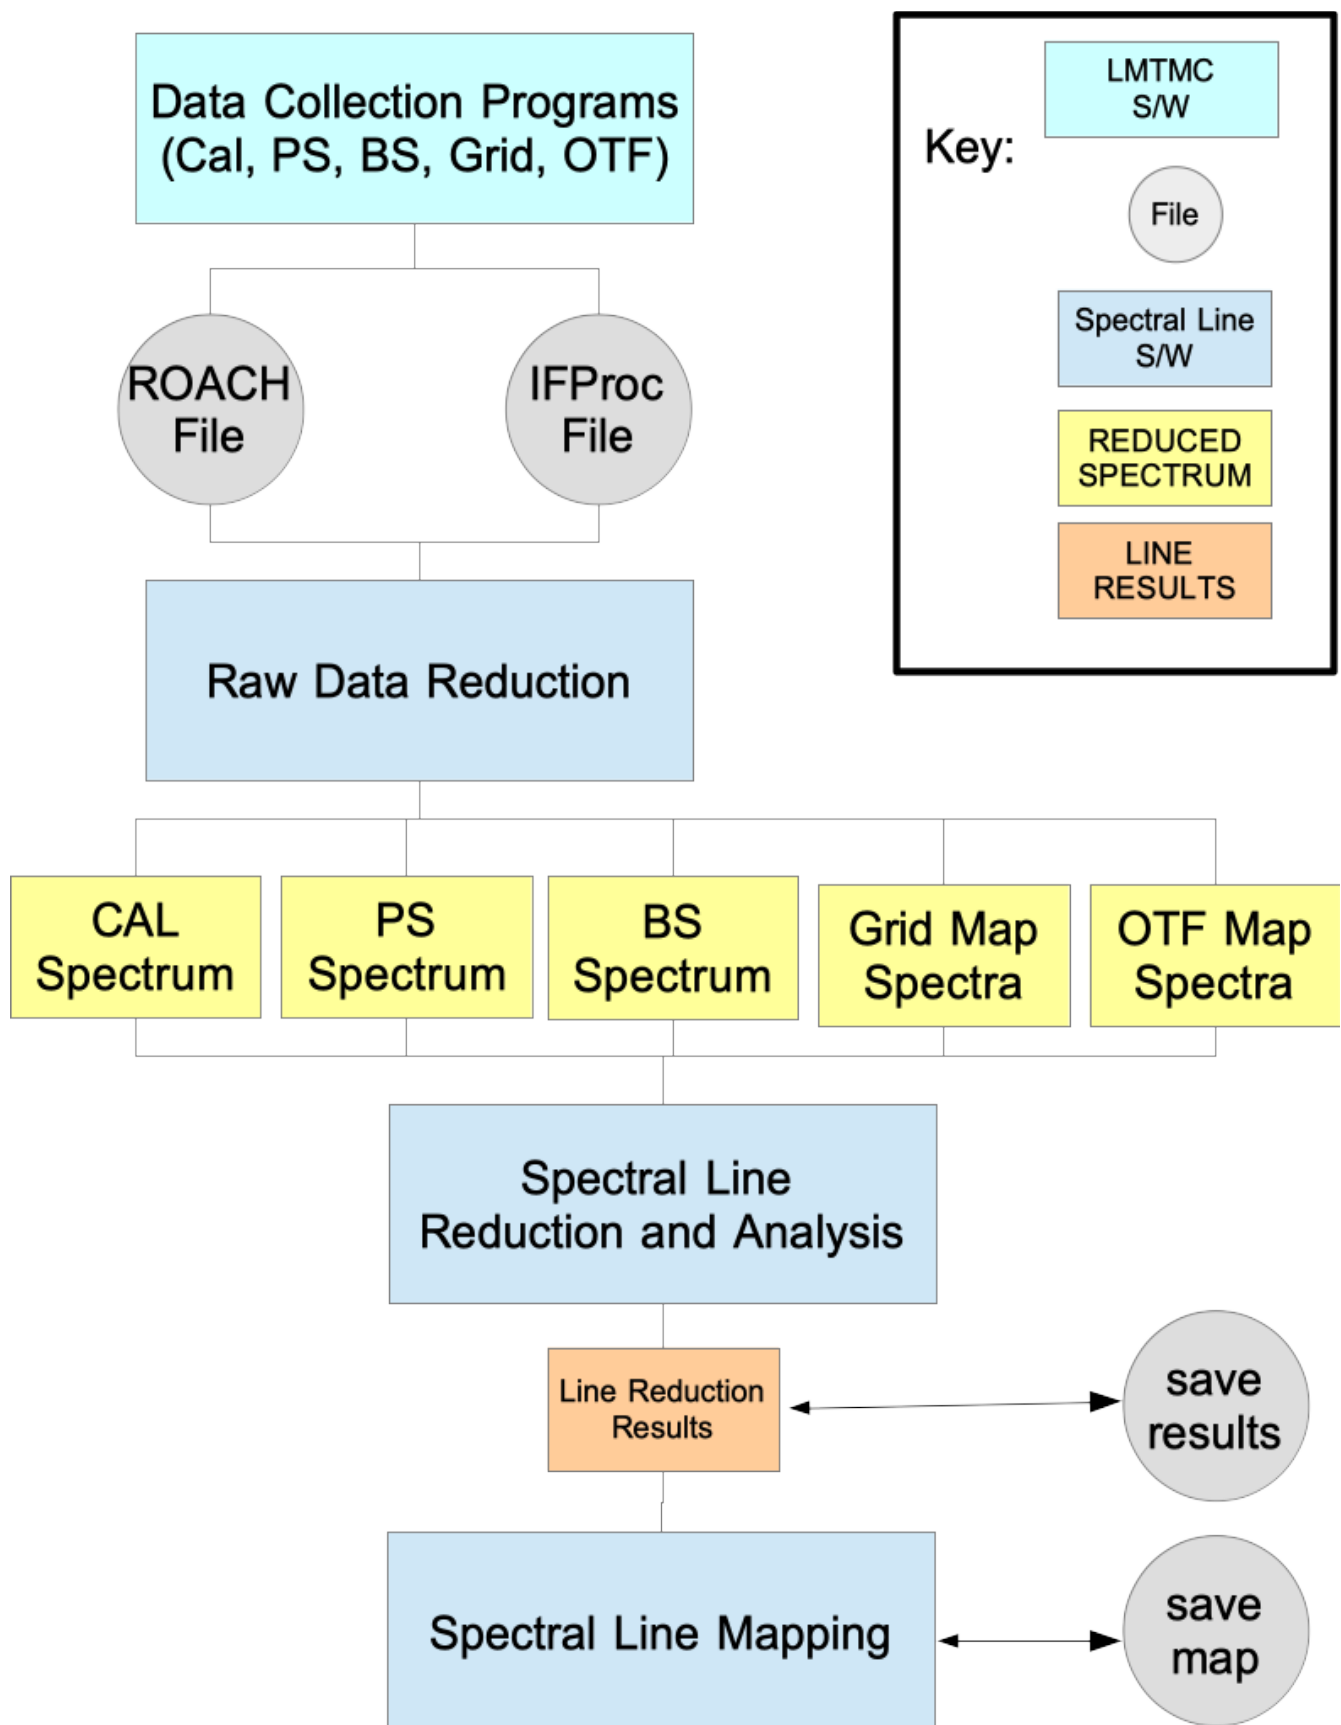 Data Collection Programs
(Cal, PS, BS, Grid, OTF)
ROACH
File
IFProc
File
Raw Data Reduction
CAL
Spectrum
PS
Spectrum
BS
Spectrum
Grid Map
Spectra
OTF Map
Spectra
Spectral Line
Reduction and Analysis
Line Reduction
Results
save
results
Spectral Line Mapping
save
map
Key:
LMTMC
S/W
File
Spectral Line
S/W
REDUCED
SPECTRUM
LINE
RESULTS